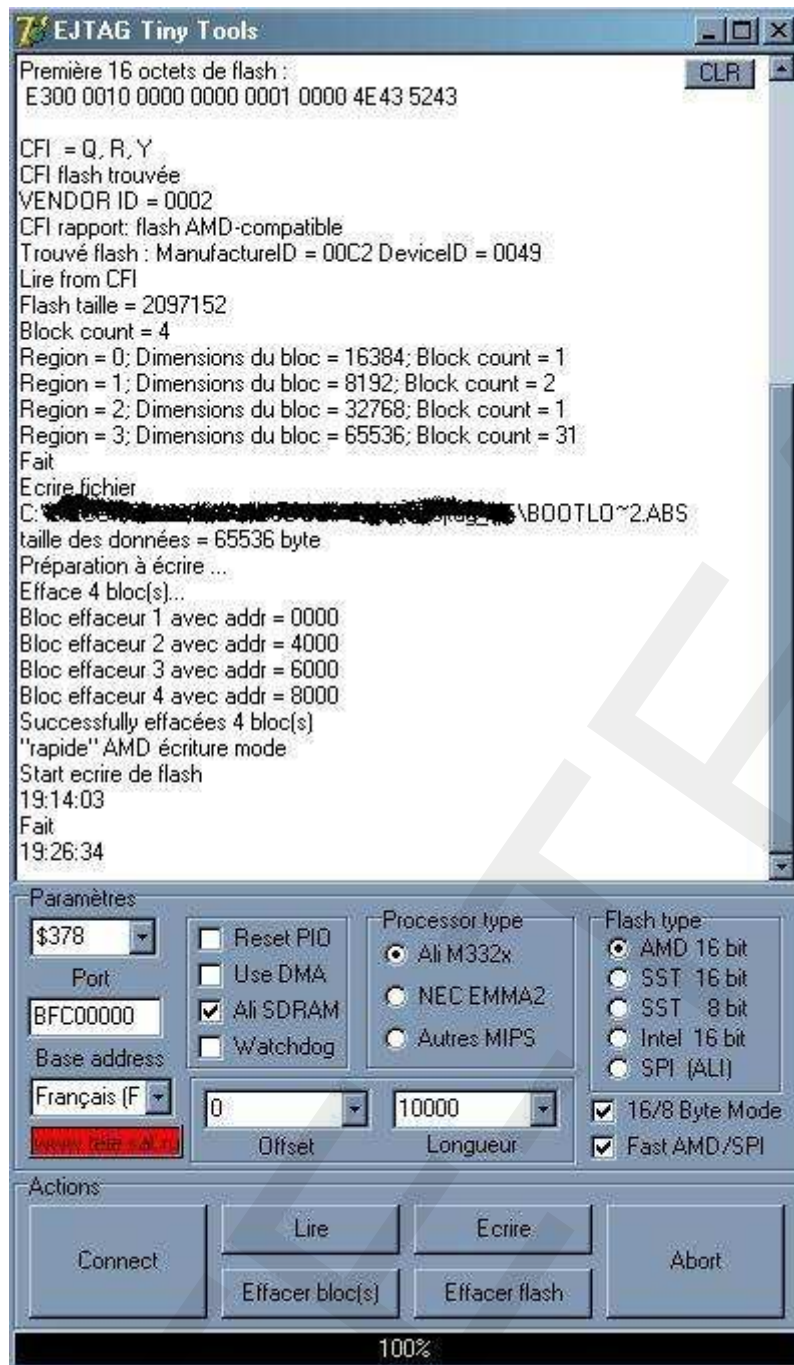 EJTAG Tiny Tools
CLR
Première 16 octets de flash :
E300 0010 0000 0000 0001 0000 4E43 5243
CFI = Q, R, Y
CFI flash trouvée
VENDOR ID = 0002
CFI rapport: flash AMD-compatible
Trouvé flash : ManufactureID = 00C2 DeviceID = 0049
Lire from CFI
Flash taille = 2097152
Block count = 4
Region = 0; Dimensions du bloc = 16384; Block count = 1
Region = 1; Dimensions du bloc = 8192; Block count = 2
Region = 2; Dimensions du bloc = 32768; Block count = 1
Region = 3; Dimensions du bloc = 65536; Block count = 31
Fait
Ecrire fichier
C:\BOOTLO~2.ABS
taille des données = 65536 byte
Préparation à écrire ...
Efface 4 bloc(s)...
Bloc effaceur 1 avec addr = 0000
Bloc effaceur 2 avec addr = 4000
Bloc effaceur 3 avec addr = 6000
Bloc effaceur 4 avec addr = 8000
Successfully effacées 4 bloc(s)
"rapide" AMD écriture mode
Start ecrire de flash
19:14:03
Fait
19:26:34
Paramètres
$378
Port
BFC00000
Base address
Français (F
Reset PIO
Use DMA
Ali SDRAM
Watchdog
Processor type
Ali M332x
NEC EMMA2
Autres MIPS
Flash type
AMD 16 bit
SST 16 bit
SST 8 bit
Intel 16 bit
SPI (ALI)
0
Offset
10000
Longueur
16/8 Byte Mode
Fast AMD/SPI
Actions
Connect
Lire
Ecrire
Effacer bloc(s)
Effacer flash
Abort
100%